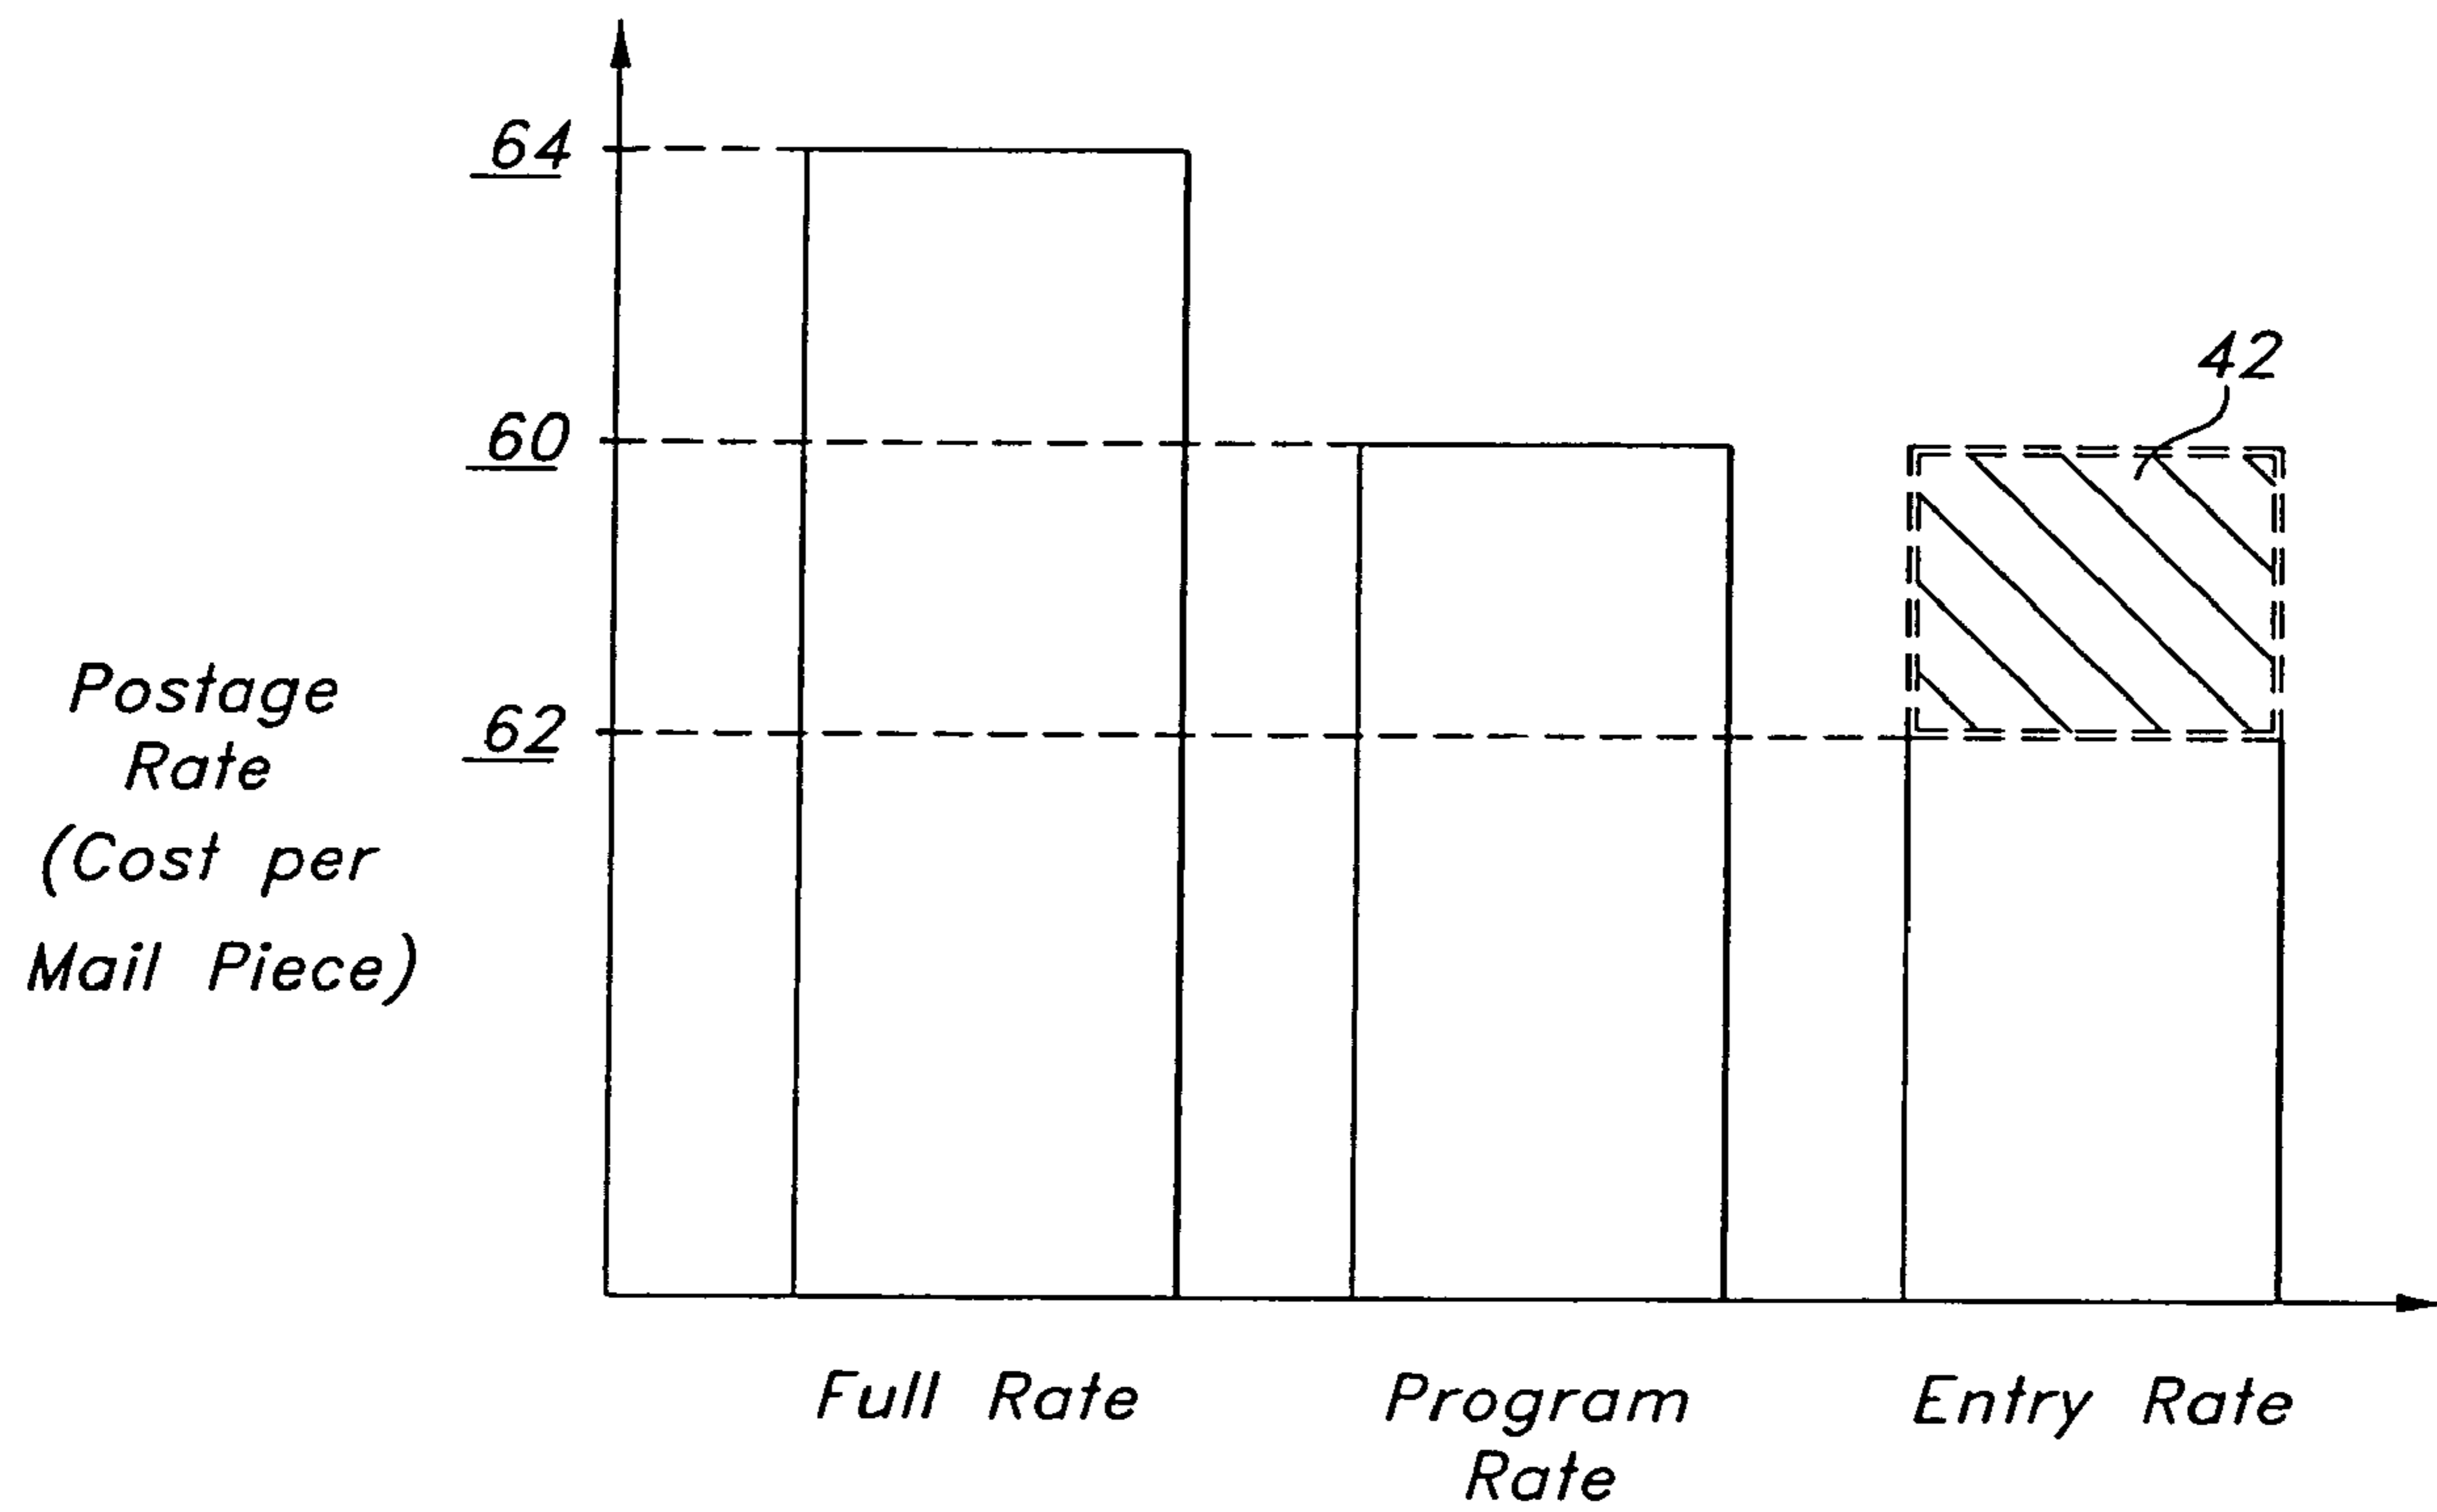 64
60
42
62
Postage
Rate
(Cost per
Mail Piece)
Full Rate
Program
Rate
Entry Rate